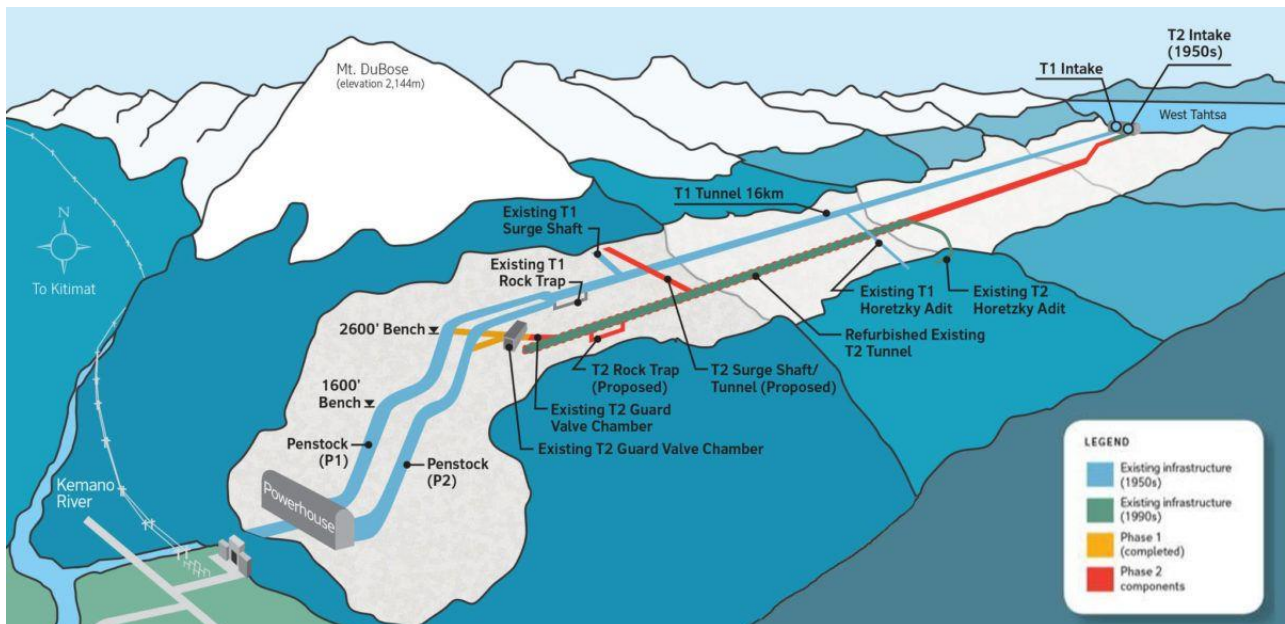 Mt. DuBose
(elevation 2,144m)
T2 Intake
(1950s)
T1 Intake
West Tahtsa
T1 Tunnel 16km
Existing T1
Surge Shaft
Existing T1
Rock Trap
N
To Kitimat
2600' Bench
1600'
Bench
Existing T1
Horetzky Adit
Existing T2
Horetzky Adit
Refurbished Existing
T2 Tunnel
T2 Surge Shaft/
Tunnel (Proposed)
T2 Rock Trap
(Proposed)
Existing T2 Guard
Valve Chamber
Existing T2 Guard Valve Chamber
Penstock
(P1)
Penstock
(P2)
Powerhouse
Kemano
River
LEGEND
Existing infrastructure
(1950s)
Existing infrastructure
(1990s)
Phase 1
(completed)
Phase 2
components